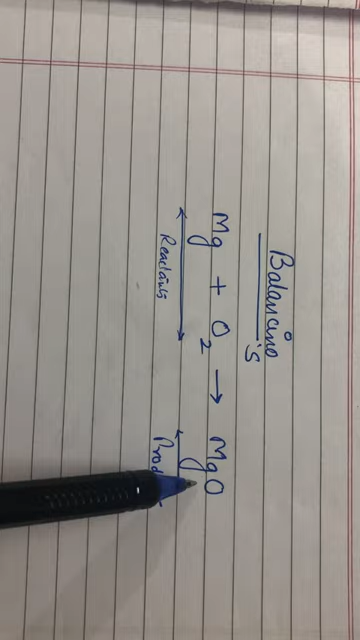 Balancing's
Mg + O₂ → MgO
Reactants